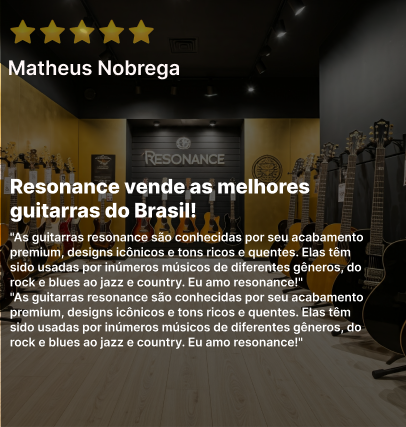 Matheus Nobrega
RESONANCE
Resonance vende as melhores
guitarras do Brasil!
"As guitarras resonance são conhecidas por seu acabamento
premium, designs icônicos e tons ricos e quentes. Elas têm
sido usadas por inúmeros músicos de diferentes gêneros, do
rock e blues ao jazz e country. Eu amo resonance!"
"As guitarras resonance são conhecidas por seu acabamento
premium, designs icônicos e tons ricos e quentes. Elas têm
sido usadas por inúmeros músicos de diferentes gêneros, do
rock e blues ao jazz e country. Eu amo resonance!"